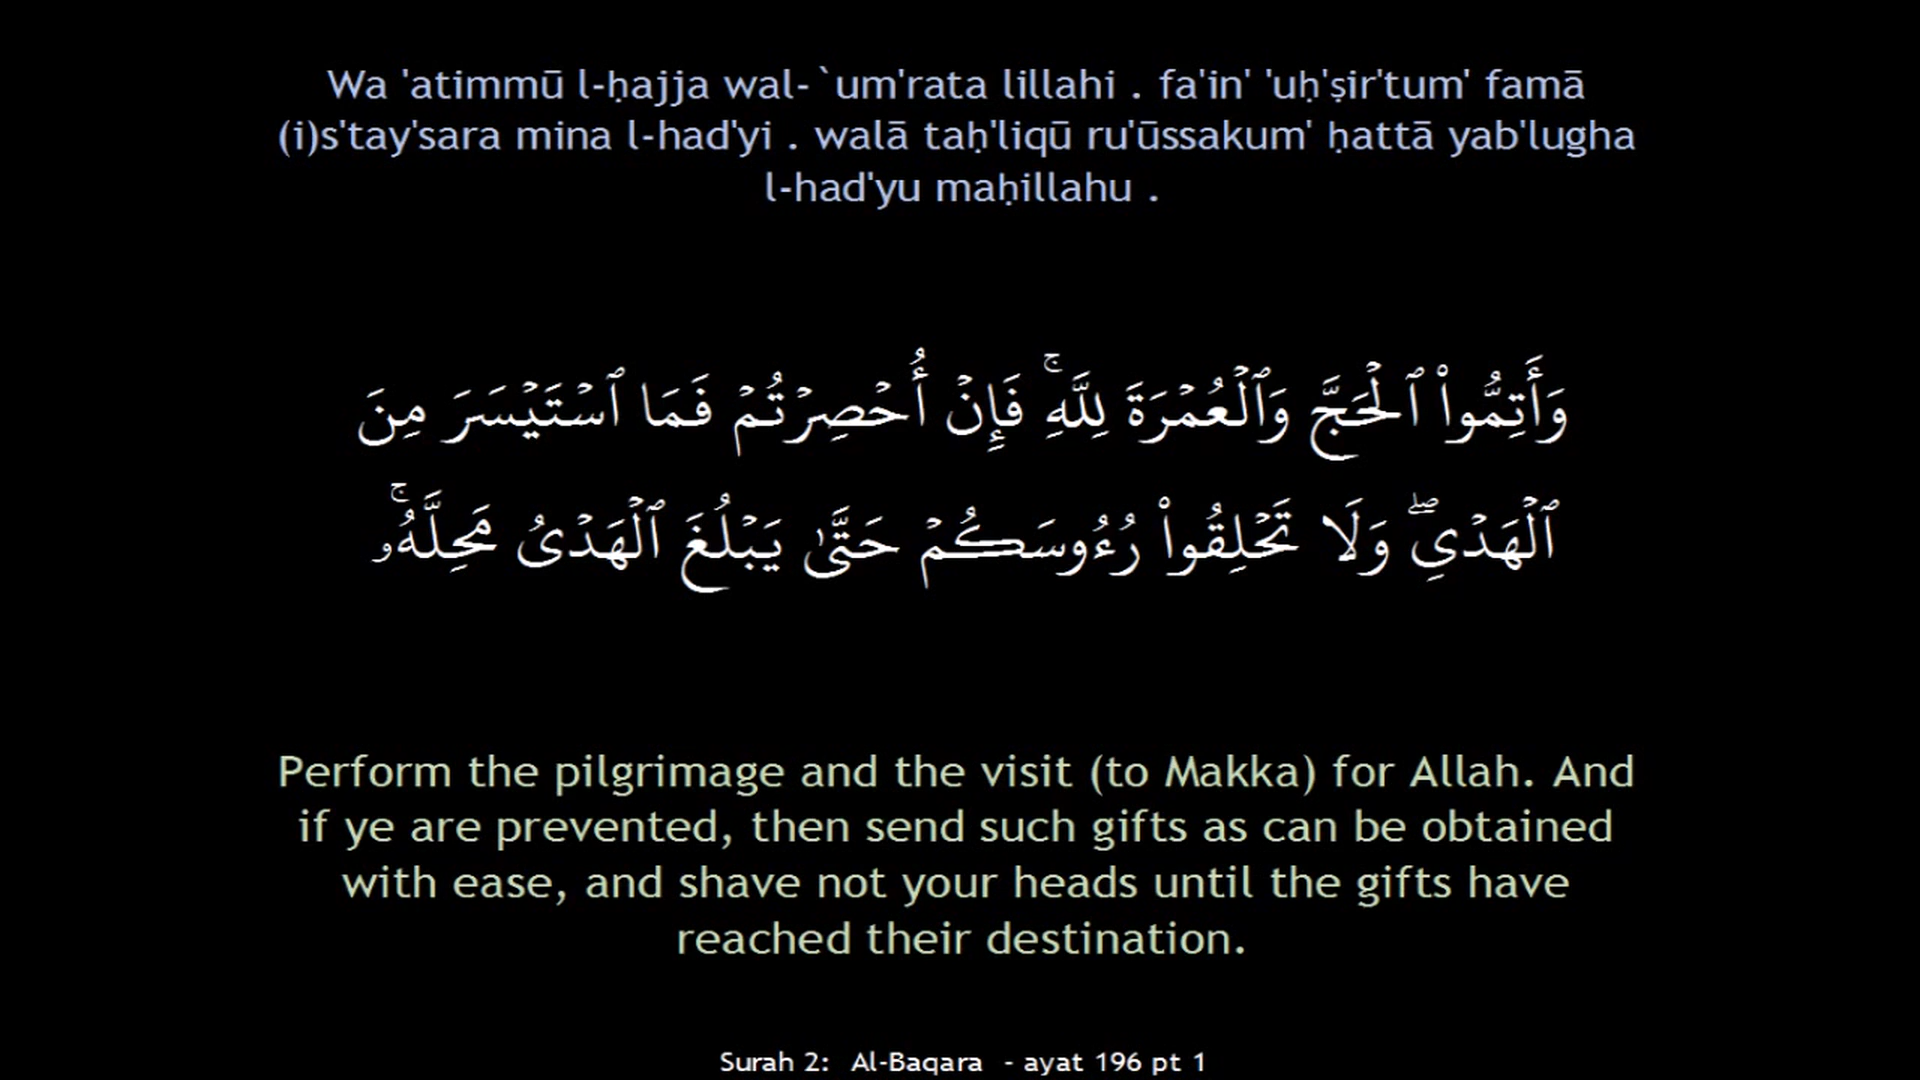 Wa 'atimmū l-ḥajja wal-`um'rata lillahi . fa'in' 'uḥ'ṣir'tum' famā
(i)s'tay'sara mina l-had'yi . walā taḥ'liqū ru'ūssakum' ḥattā yab'lugha
l-had'yu maḥillahu .
وَأَتِمُّوا۟ ٱلْحَجَّ وَٱلْعُمْرَةَ لِلَّهِ ۚ فَإِنْ أُحْصِرْتُمْ فَمَا ٱسْتَيْسَرَ مِنَ
ٱلْهَدْىِ ۖ وَلَا تَحْلِقُوا۟ رُءُوسَكُمْ حَتَّىٰ يَبْلُغَ ٱلْهَدْىُ مَحِلَّهُۥ ۚ
Perform the pilgrimage and the visit (to Makka) for Allah. And
if ye are prevented, then send such gifts as can be obtained
with ease, and shave not your heads until the gifts have
reached their destination.
Surah 2: Al-Baqara - ayat 196 pt 1